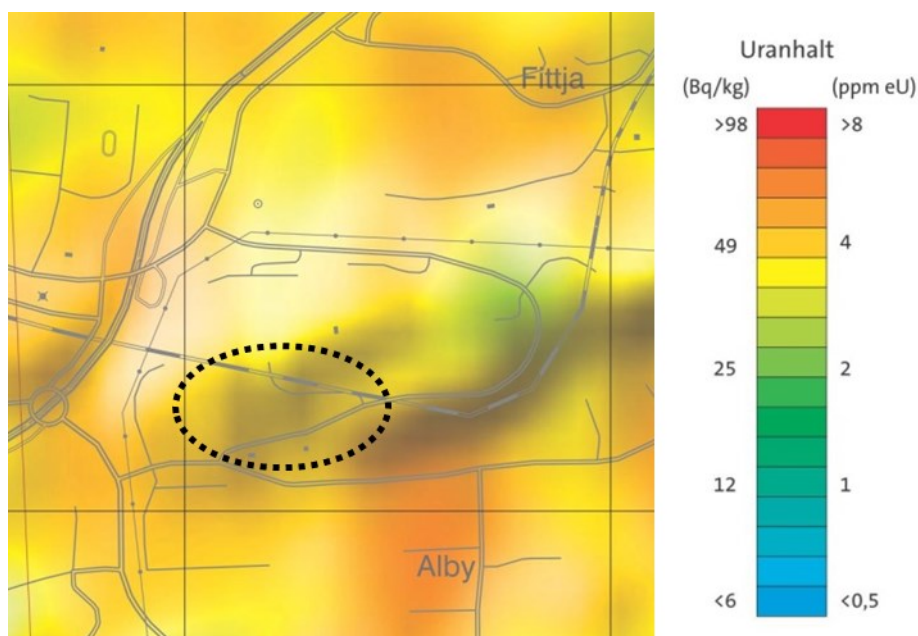 Fittja
Alby
Uranhalt
(Bq/kg) (ppm eU)
>98 >8
49 4
25 2
12 1
<6 <0,5